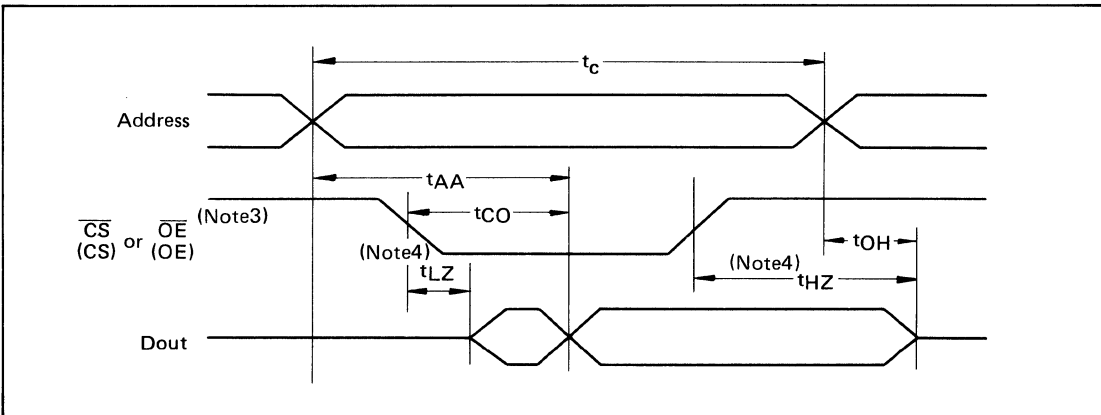 tc
Address
tAA
CS or OE (Note3)
(CS) (OE)
tCO
tOH
(Note4)
tLZ
(Note4)
tHZ
Dout